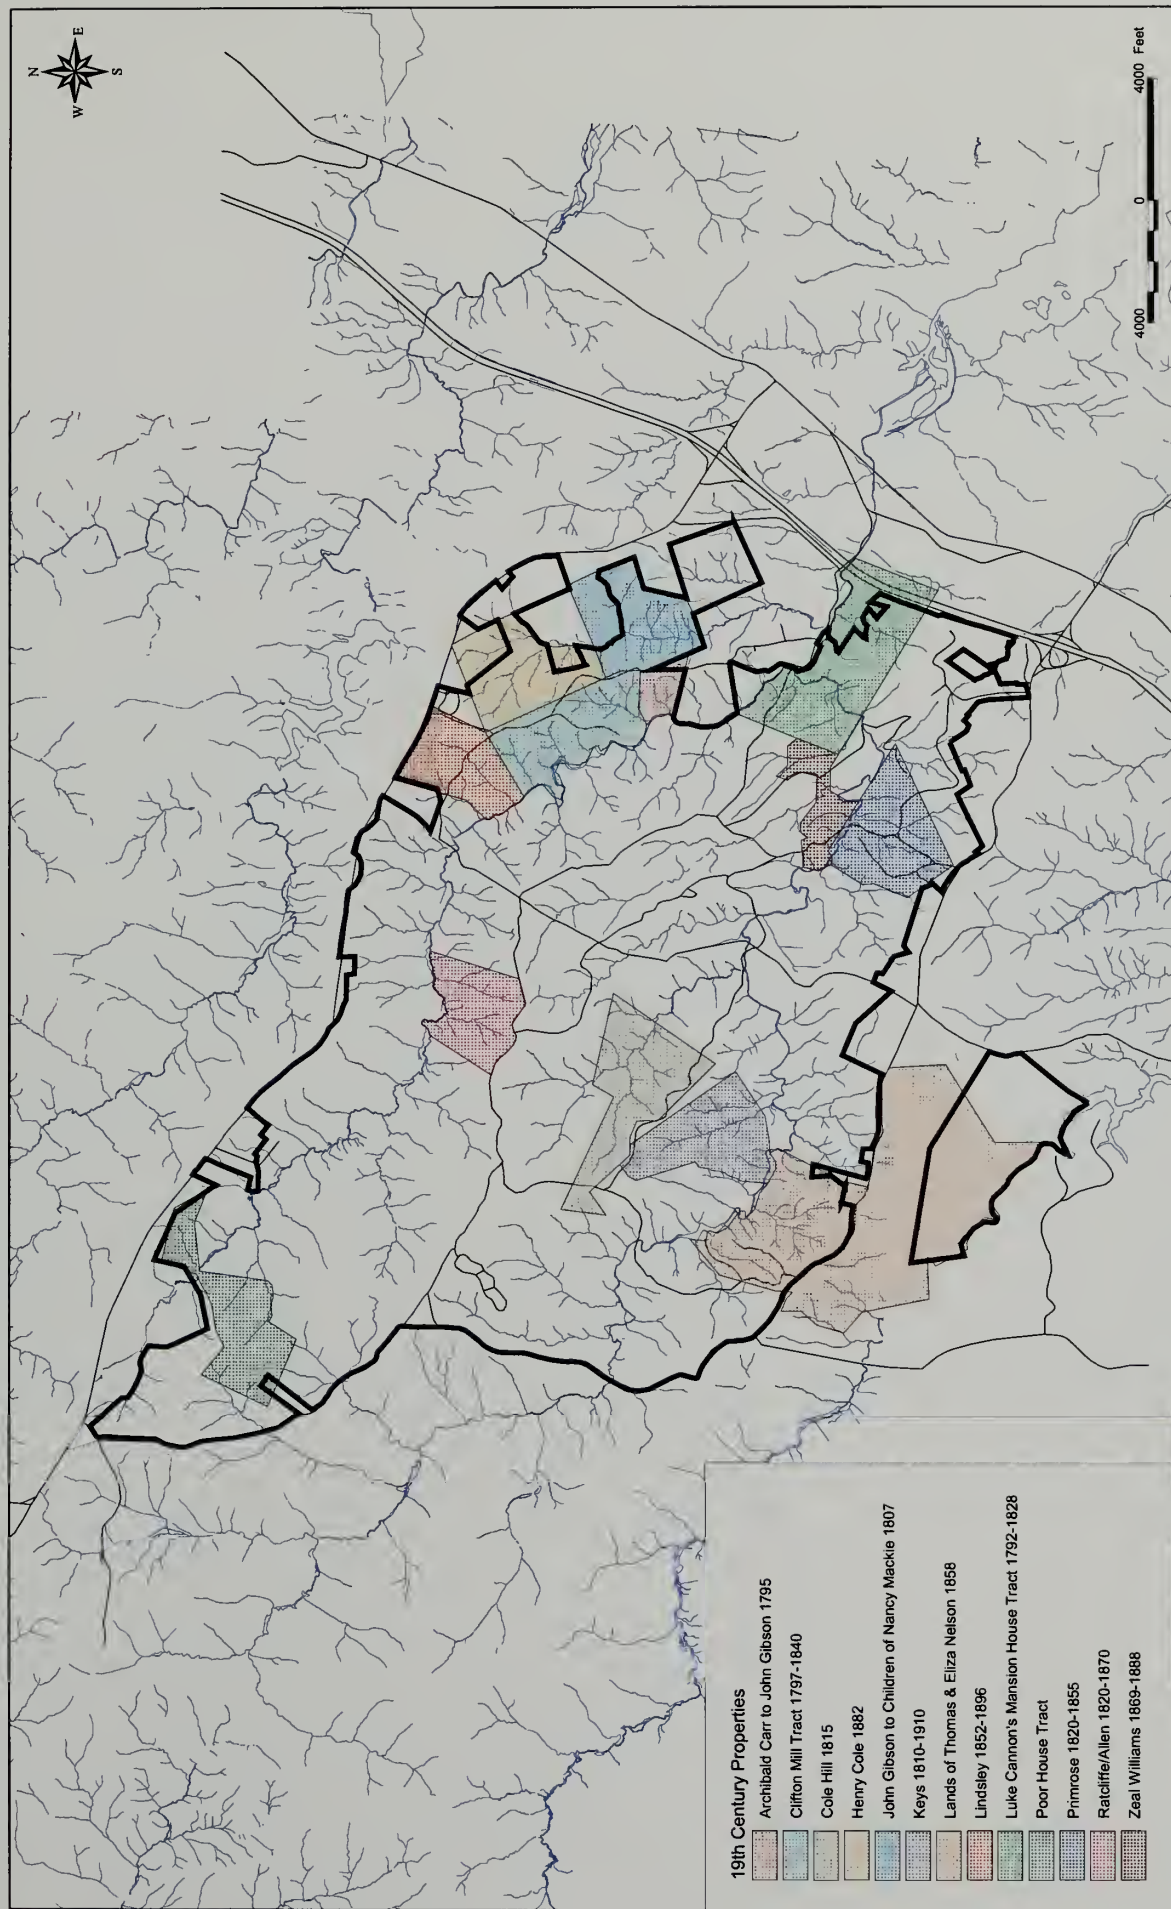 N
W
E
S
4000
0
4000 Feet
19th Century Properties
Archibald Carr to John Gibson 1795
Clifton Mill Tract 1797-1840
Cole Hill 1815
Henry Cole 1882
John Gibson to Children of Nancy Mackie 1807
Keys 1810-1910
Lands of Thomas & Eliza Nelson 1858
Lindsley 1852-1896
Luke Cannon's Mansion House Tract 1792-1828
Poor House Tract
Primrose 1820-1855
Ratcliffe/Allen 1820-1870
Zeal Williams 1869-1888